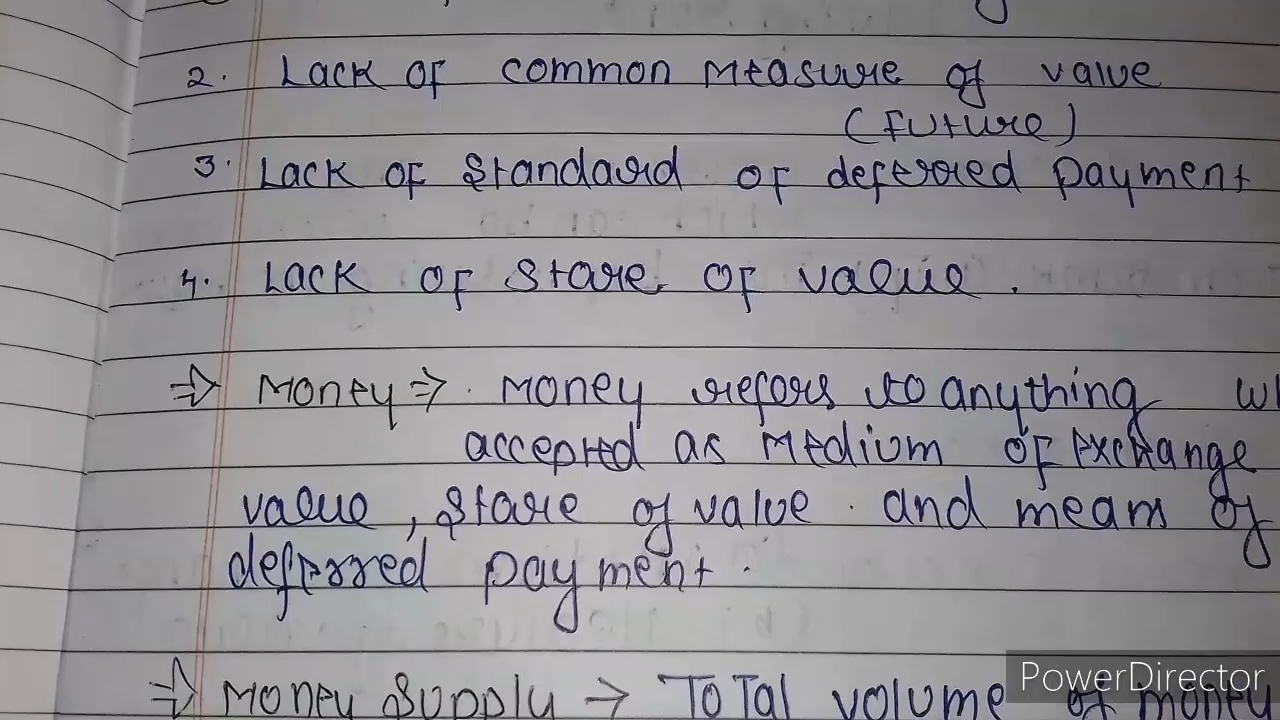 2. Lack of common measure of value
(future)
3. Lack of standard of deferred payment
4. Lack of store of value.
⇒ Money ⇒ Money refers to anything
accepted as medium of exchange
value, store of value and means of
deferred payment.
⇒ Money supply → Total volume of money
PowerDirector